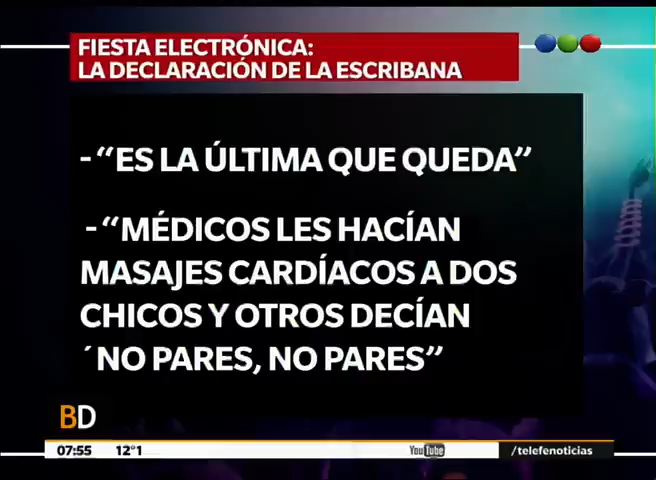 FIESTA ELECTRÓNICA:
LA DECLARACIÓN DE LA ESCRIBANA
-"ES LA ÚLTIMA QUE QUEDA"
-"MÉDICOS LES HACÍAN
MASAJES CARDÍACOS A DOS
CHICOS Y OTROS DECÍAN
´NO PARES, NO PARES"
BD
07:55 12°1 YouTube /telefenoticias